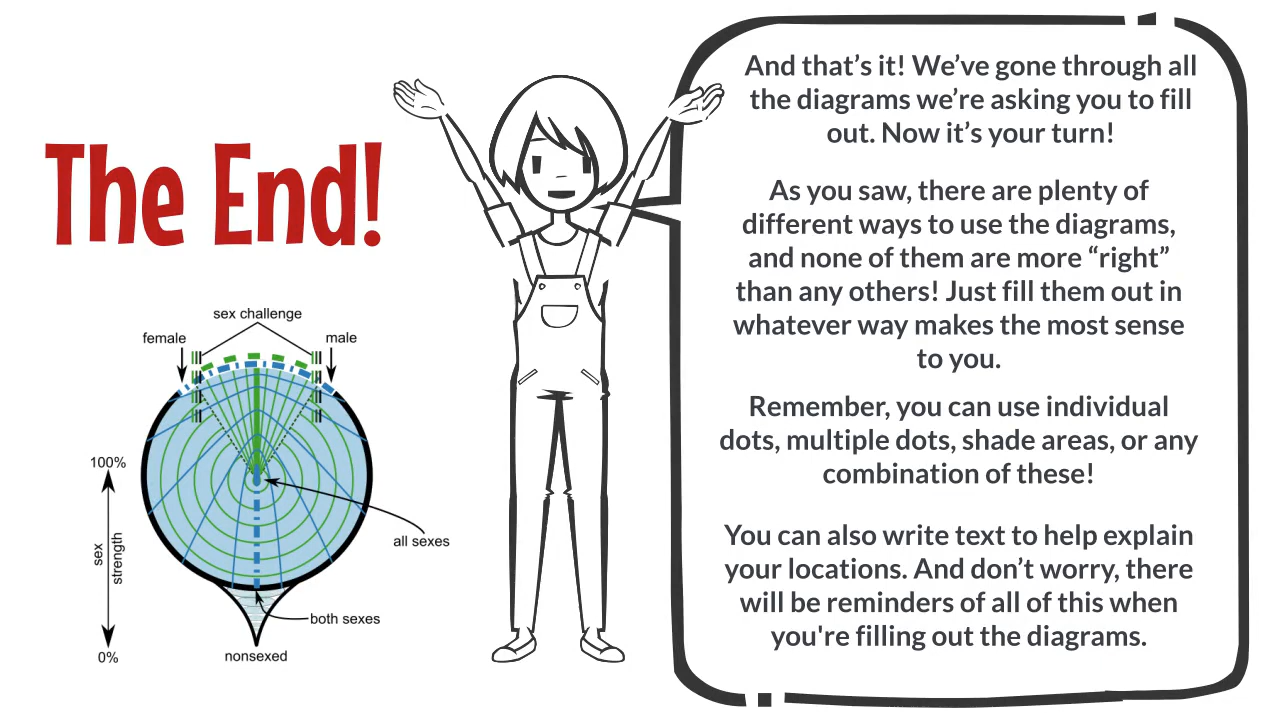 The End!
sex challenge
female
male
100%
sex
strength
all sexes
both sexes
0%
nonsexed
And that’s it! We’ve gone through all
the diagrams we’re asking you to fill
out. Now it’s your turn!
As you saw, there are plenty of
different ways to use the diagrams,
and none of them are more “right”
than any others! Just fill them out in
whatever way makes the most sense
to you.
Remember, you can use individual
dots, multiple dots, shade areas, or any
combination of these!
You can also write text to help explain
your locations. And don’t worry, there
will be reminders of all of this when
you're filling out the diagrams.